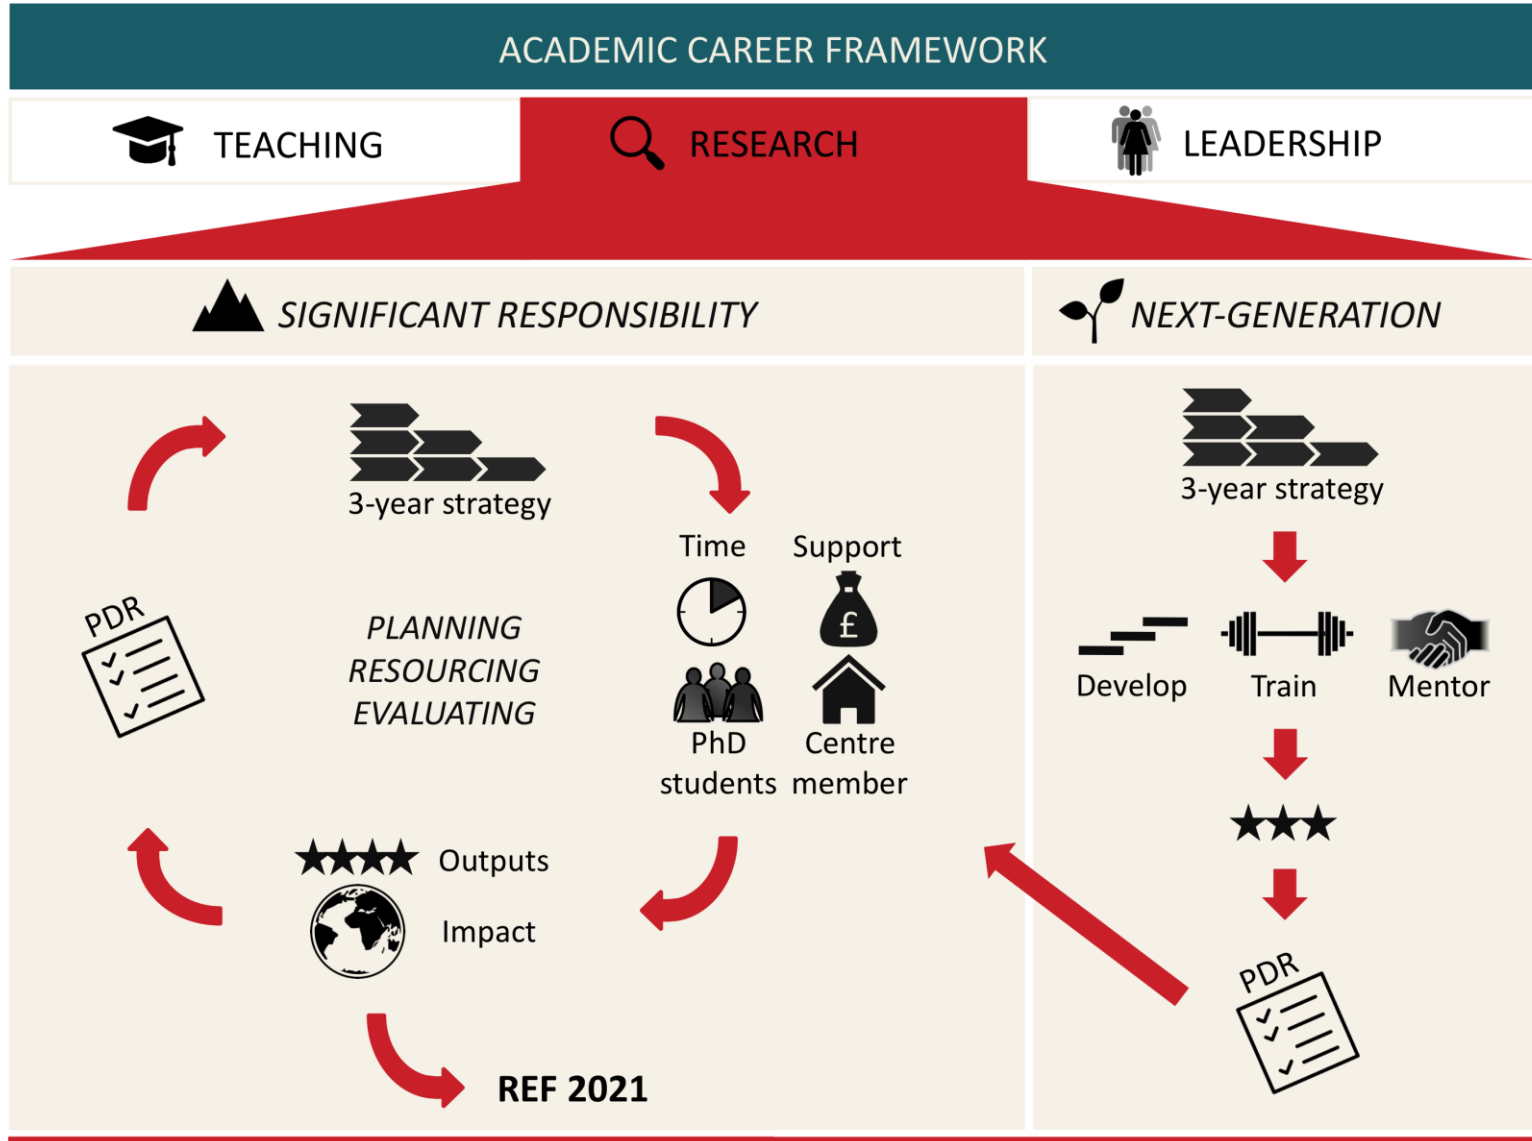 ACADEMIC CAREER FRAMEWORK
TEACHING
RESEARCH
LEADERSHIP
SIGNIFICANT RESPONSIBILITY
NEXT-GENERATION
3-year strategy
Time
Support
£
PhD
students
Centre
member
PLANNING
RESOURCING
EVALUATING
PDR
Outputs
Impact
REF 2021
3-year strategy
Develop
Train
Mentor
PDR